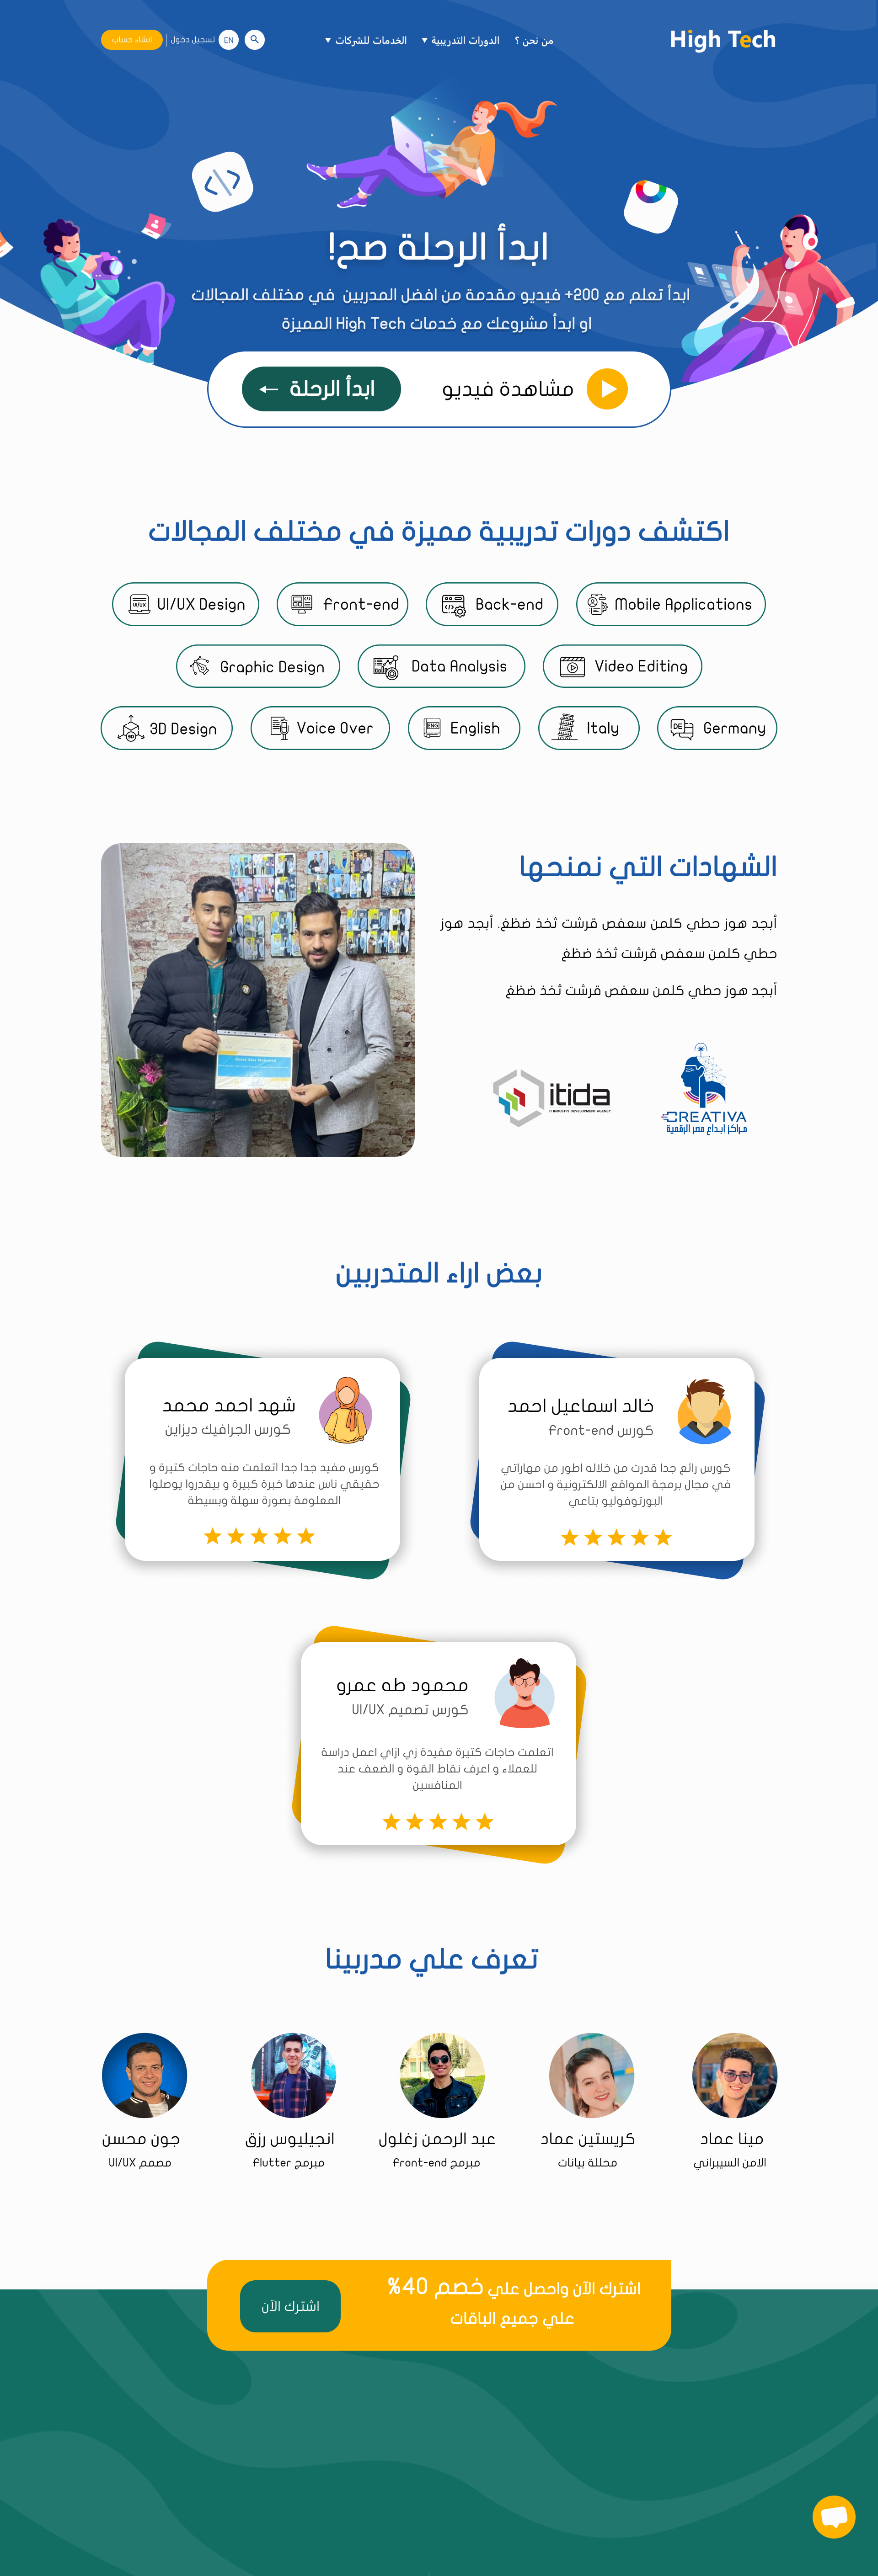 High Tech
من نحن ؟
الدورات التدريبية
الخدمات للشركات
EN
تسجيل دخول
انشاء حساب
ابدأ الرحلة صح!
ابدأ تعلم مع 200+ فيديو مقدمة من افضل المدربين في مختلف المجالات
او ابدأ مشروعك مع خدمات High Tech المميزة
مشاهدة فيديو
ابدأ الرحلة
اكتشف دورات تدريبية مميزة في مختلف المجالات
UI/UX Design
Front-end
Back-end
Mobile Applications
Graphic Design
Data Analysis
Video Editing
3D Design
Voice Over
English
Italy
Germany
الشهادات التي نمنحها
أبجد هوز حطي كلمن سعفص قرشت ثخذ ضظغ. أبجد هوز
حطي كلمن سعفص قرشت ثخذ ضظغ
أبجد هوز حطي كلمن سعفص قرشت ثخذ ضظغ
CREATIVA
مراكز ابداع مصر الرقمية
itida
IT INDUSTRY DEVELOPMENT AGENCY
بعض اراء المتدربين
خالد اسماعيل احمد
كورس Front-end
كورس رائع جدا قدرت من خلاله اطور من مهاراتي
في مجال برمجة المواقع الالكترونية و احسن من
البورتوفوليو بتاعي
شهد احمد محمد
كورس الجرافيك ديزاين
كورس مفيد جدا جدا اتعلمت منه حاجات كتيرة و
حقيقي ناس عندها خبرة كبيرة و بيقدروا يوصلوا
المعلومة بصورة سهلة وبسيطة
محمود طه عمرو
كورس تصميم UI/UX
اتعلمت حاجات كتيرة مفيدة زي ازاي اعمل دراسة
للعملاء و اعرف نقاط القوة و الضعف عند
المنافسين
تعرف علي مدربينا
مينا عماد
الامن السيبراني
كريستين عماد
محللة بيانات
عبد الرحمن زغلول
مبرمج Front-end
انجيليوس رزق
مبرمج Flutter
جون محسن
مصمم UI/UX
اشترك الآن واحصل علي خصم 40%
علي جميع الباقات
اشترك الآن